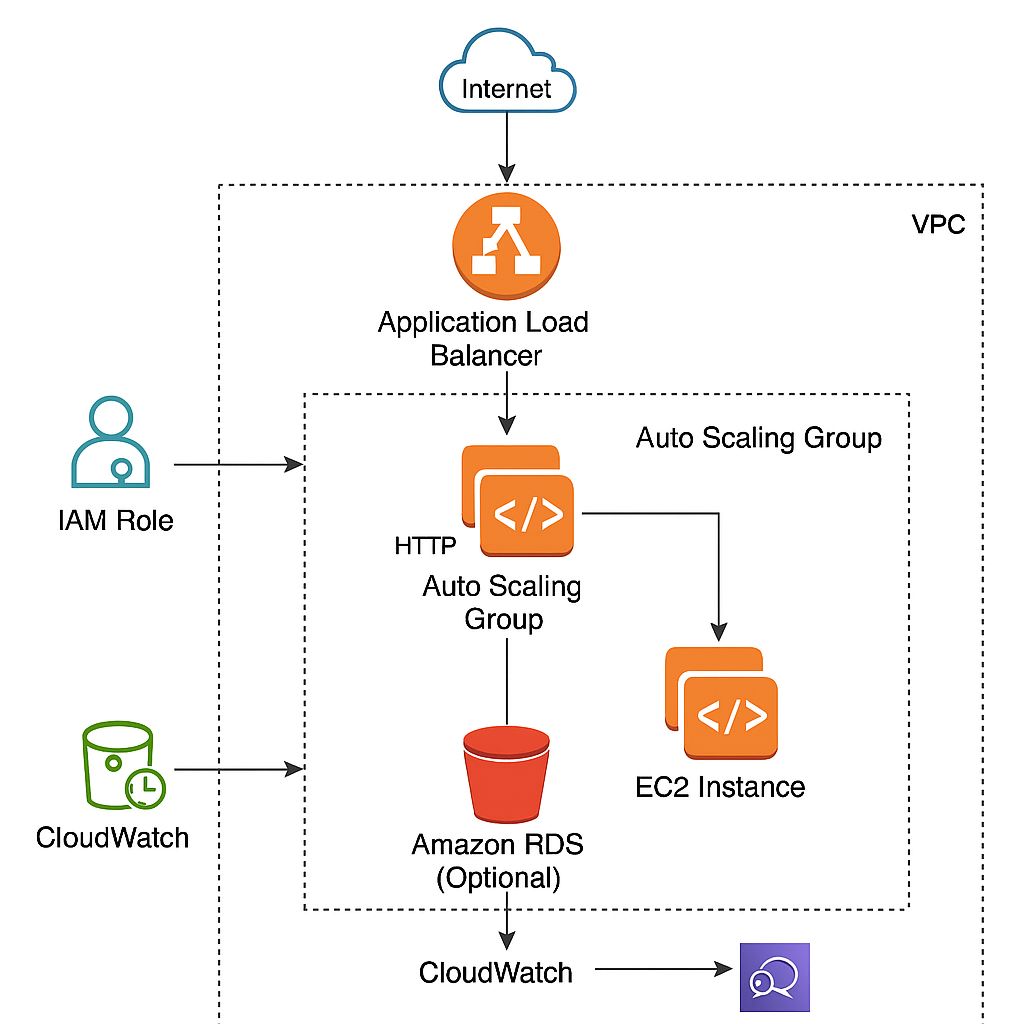 Internet
VPC
Application Load
Balancer
Auto Scaling Group
IAM Role
</>
HTTP
Auto Scaling
Group
</>
EC2 Instance
CloudWatch
Amazon RDS
(Optional)
CloudWatch